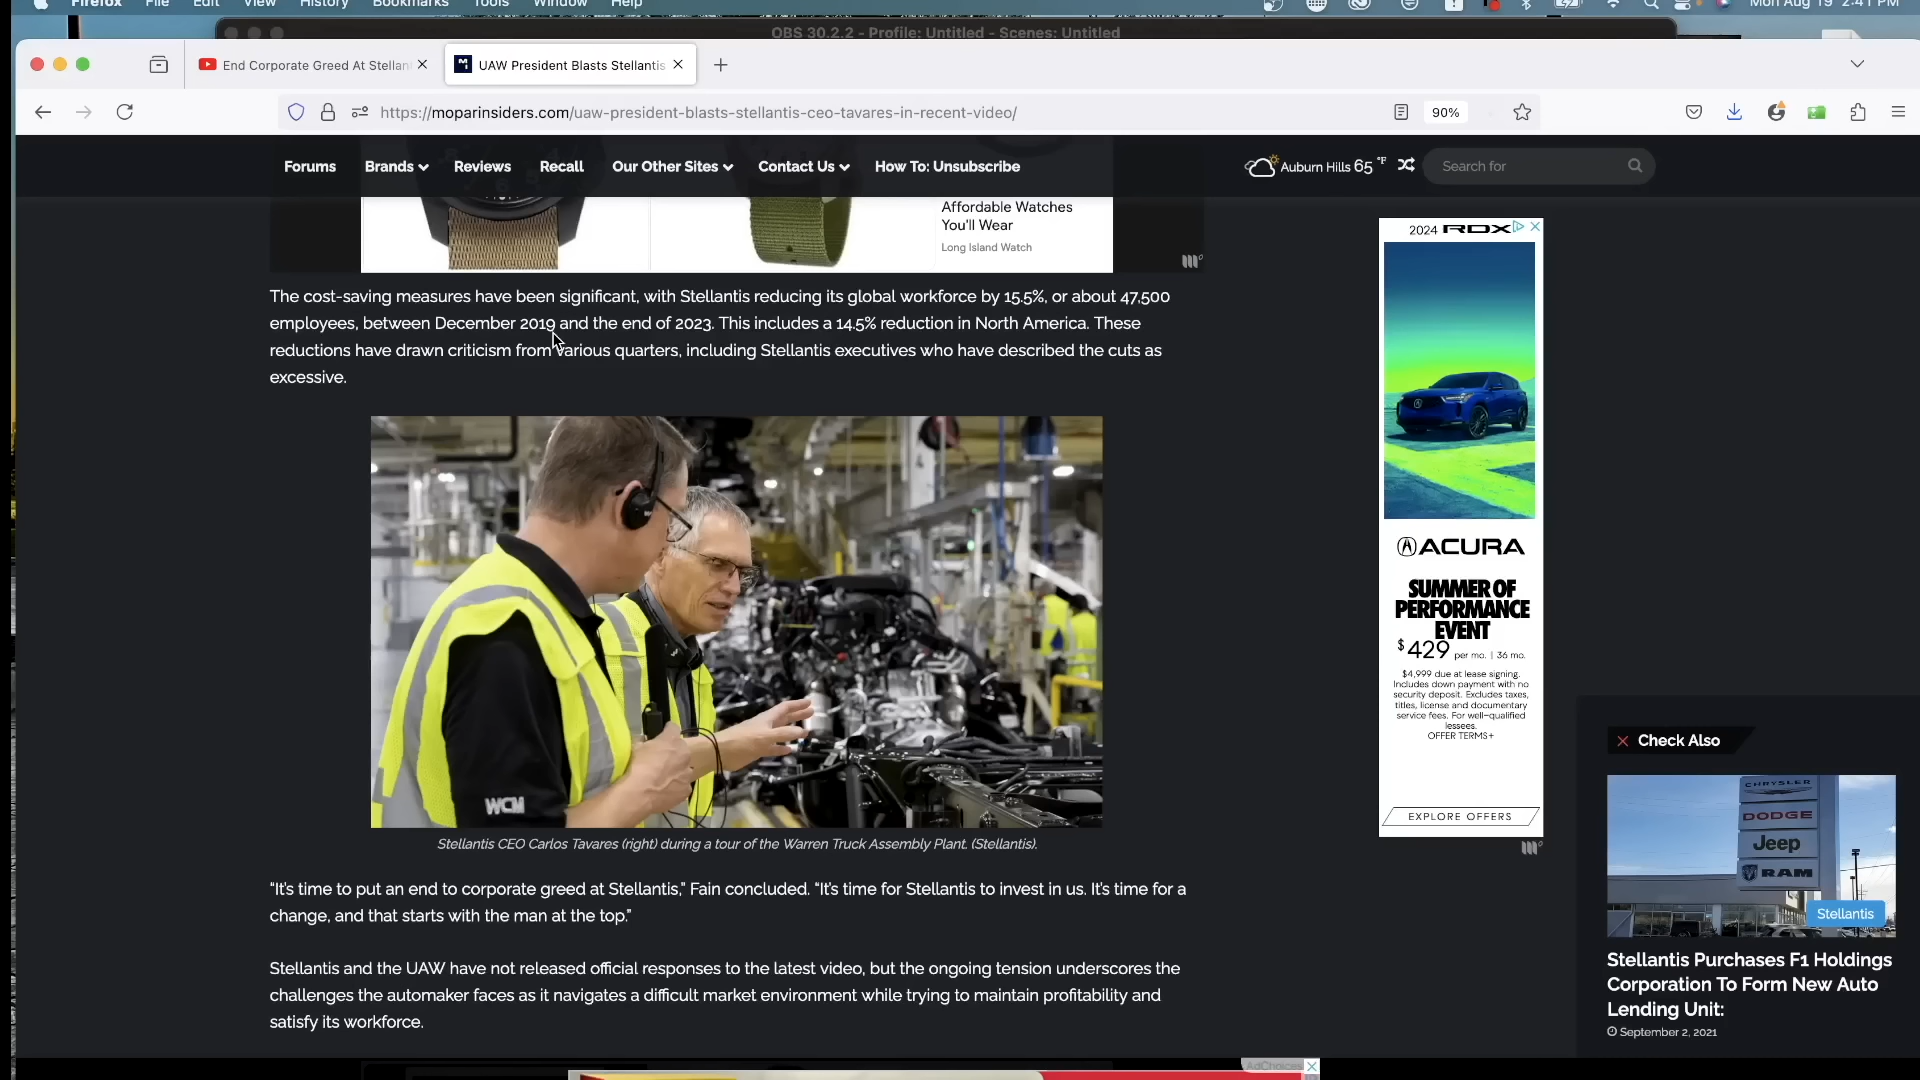 Firefox File Edit View History Bookmarks Tools Window Help
Mon Aug 19 2:41 PM
OBS 30.2.2 - Profile: Untitled - Scenes: Untitled
End Corporate Greed At Stellan
UAW President Blasts Stellantis
https://moparinsiders.com/uaw-president-blasts-stellantis-ceo-tavares-in-recent-video/
90%
Forums Brands Reviews Recall Our Other Sites Contact Us How To: Unsubscribe
Auburn Hills 65 °F
Search for
Affordable Watches
You'll Wear
Long Island Watch
The cost-saving measures have been significant, with Stellantis reducing its global workforce by 15.5%, or about 47,500
employees, between December 2019 and the end of 2023. This includes a 14.5% reduction in North America. These
reductions have drawn criticism from various quarters, including Stellantis executives who have described the cuts as
excessive.
WCM
Stellantis CEO Carlos Tavares (right) during a tour of the Warren Truck Assembly Plant. (Stellantis).
“It’s time to put an end to corporate greed at Stellantis,” Fain concluded. “It’s time for Stellantis to invest in us. It’s time for a
change, and that starts with the man at the top.”
Stellantis and the UAW have not released official responses to the latest video, but the ongoing tension underscores the
challenges the automaker faces as it navigates a difficult market environment while trying to maintain profitability and
satisfy its workforce.
2024 RDX
ACURA
SUMMER OF
PERFORMANCE
EVENT
$429 per mo. | 36 mo.
$4,999 due at lease signing.
Includes down payment with no
security deposit. Excludes taxes,
titles, license and documentary
service fees. For well-qualified
lessees.
OFFER TERMS+
EXPLORE OFFERS
Check Also
CHRYSLER
DODGE
Jeep
RAM
Stellantis
Stellantis Purchases F1 Holdings
Corporation To Form New Auto
Lending Unit:
September 2, 2021
AdChoices